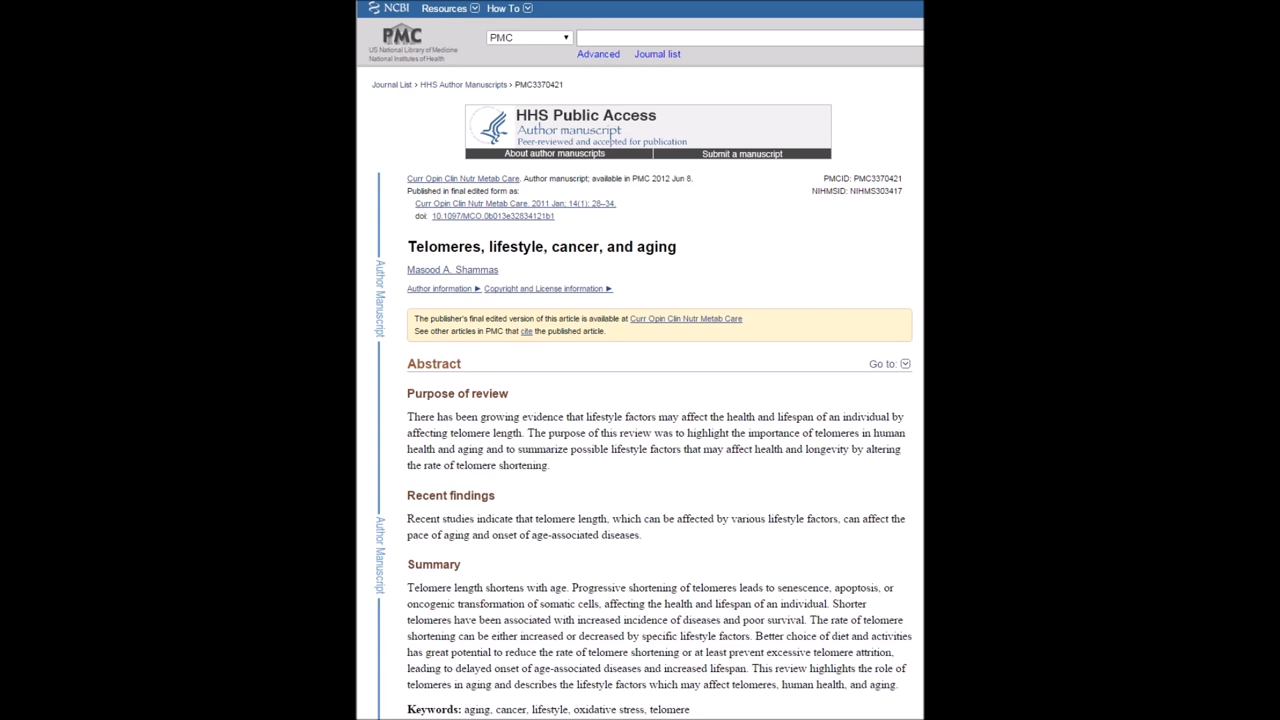 NCBI Resources How To
PMC
US National Library of Medicine
National Institutes of Health
PMC
Advanced Journal list
Journal List › HHS Author Manuscripts › PMC3370421
HHS Public Access
Author manuscript
Peer-reviewed and accepted for publication
About author manuscripts Submit a manuscript
Curr Opin Clin Nutr Metab Care. Author manuscript; available in PMC 2012 Jun 8.
PMCID: PMC3370421
Published in final edited form as:
NIHMSID: NIHMS303417
Curr Opin Clin Nutr Metab Care. 2011 Jan; 14(1): 28–34.
doi: 10.1097/MCO.0b013e32834121b1
Telomeres, lifestyle, cancer, and aging
Masood A. Shammas
Author information ► Copyright and License information ►
The publisher's final edited version of this article is available at Curr Opin Clin Nutr Metab Care
See other articles in PMC that cite the published article.
Abstract
Go to:
Purpose of review
There has been growing evidence that lifestyle factors may affect the health and lifespan of an individual by
affecting telomere length. The purpose of this review was to highlight the importance of telomeres in human
health and aging and to summarize possible lifestyle factors that may affect health and longevity by altering
the rate of telomere shortening.
Recent findings
Recent studies indicate that telomere length, which can be affected by various lifestyle factors, can affect the
pace of aging and onset of age-associated diseases.
Summary
Telomere length shortens with age. Progressive shortening of telomeres leads to senescence, apoptosis, or
oncogenic transformation of somatic cells, affecting the health and lifespan of an individual. Shorter
telomeres have been associated with increased incidence of diseases and poor survival. The rate of telomere
shortening can be either increased or decreased by specific lifestyle factors. Better choice of diet and activities
has great potential to reduce the rate of telomere shortening or at least prevent excessive telomere attrition,
leading to delayed onset of age-associated diseases and increased lifespan. This review highlights the role of
telomeres in aging and describes the lifestyle factors which may affect telomeres, human health, and aging.
Keywords: aging, cancer, lifestyle, oxidative stress, telomere
Author Manuscript
Author Manuscript